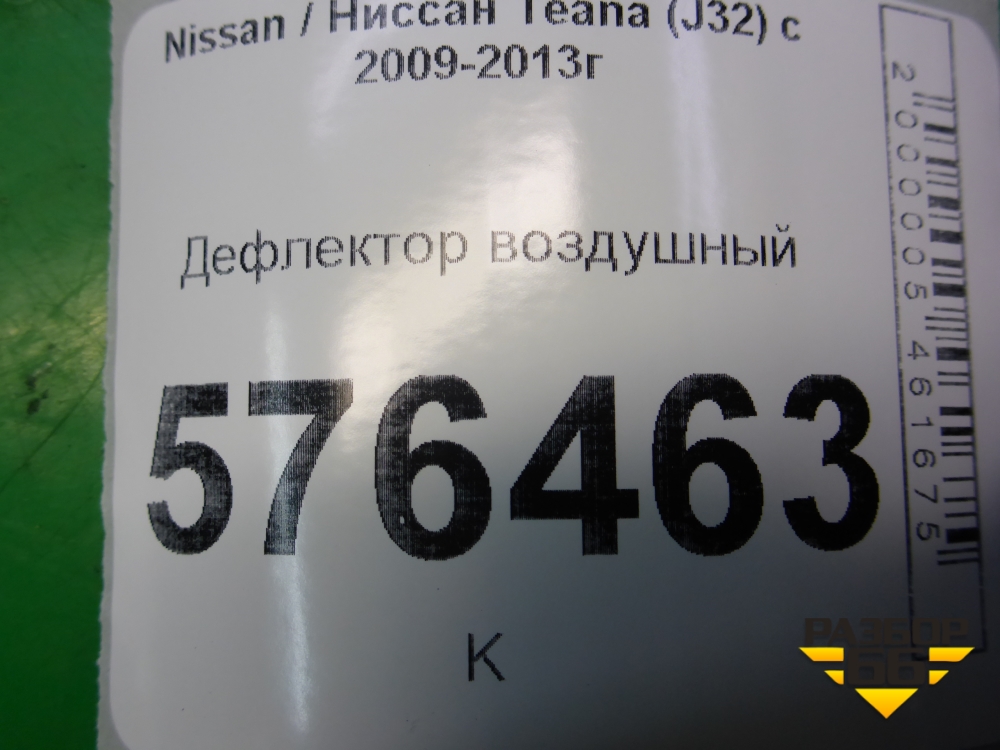 Nissan / Ниссан Teana (J32) с
2009-2013г
Дефлектор воздушный
576463
К
2000005461675
РАЗБОР
66